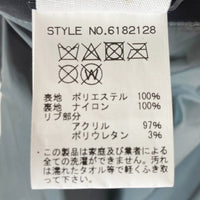 STYLE NO.6182128
表地 ポリエステル 100%
裏地 ナイロン 100%
リブ部分
アクリル 97%
ポリウレタン 3%
・この製品は家庭及び業者による
全ての洗濯ができません。汚れ
は濡れたタオル等で軽くふき取
って下さい。